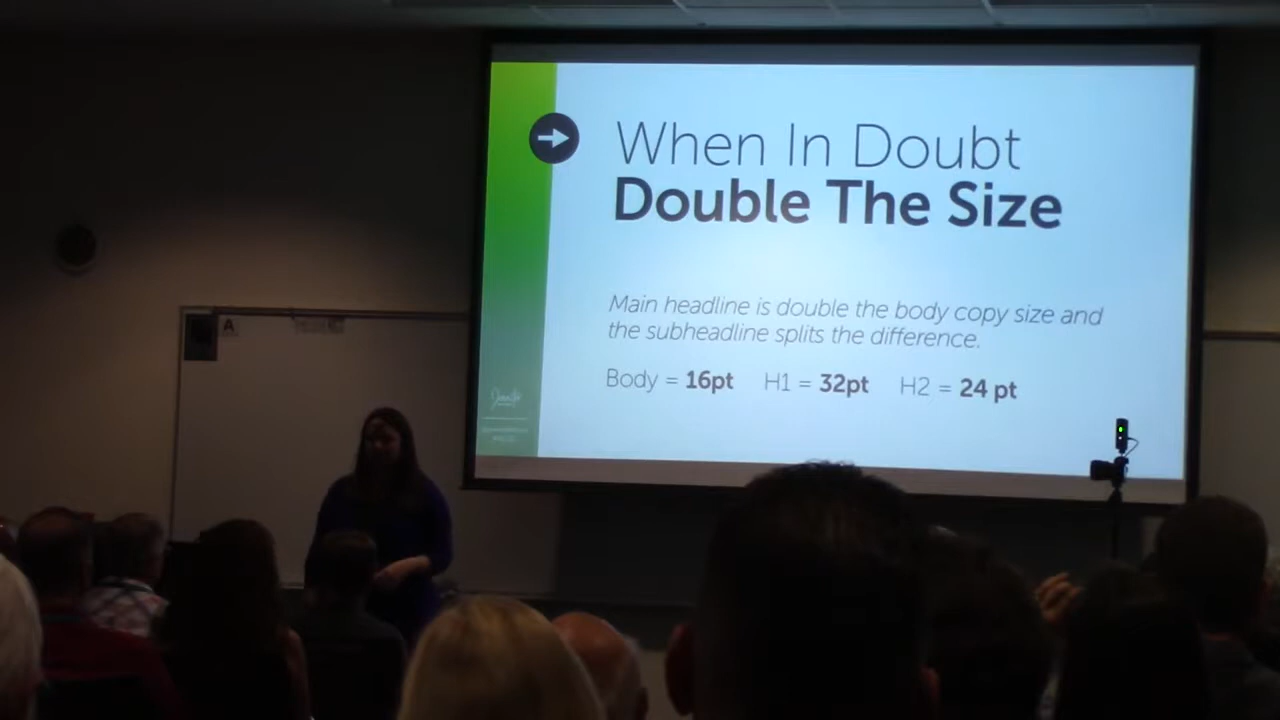 When In Doubt
Double The Size
Main headline is double the body copy size and
the subheadline splits the difference.
Body = 16pt H1 = 32pt H2 = 24 pt
A